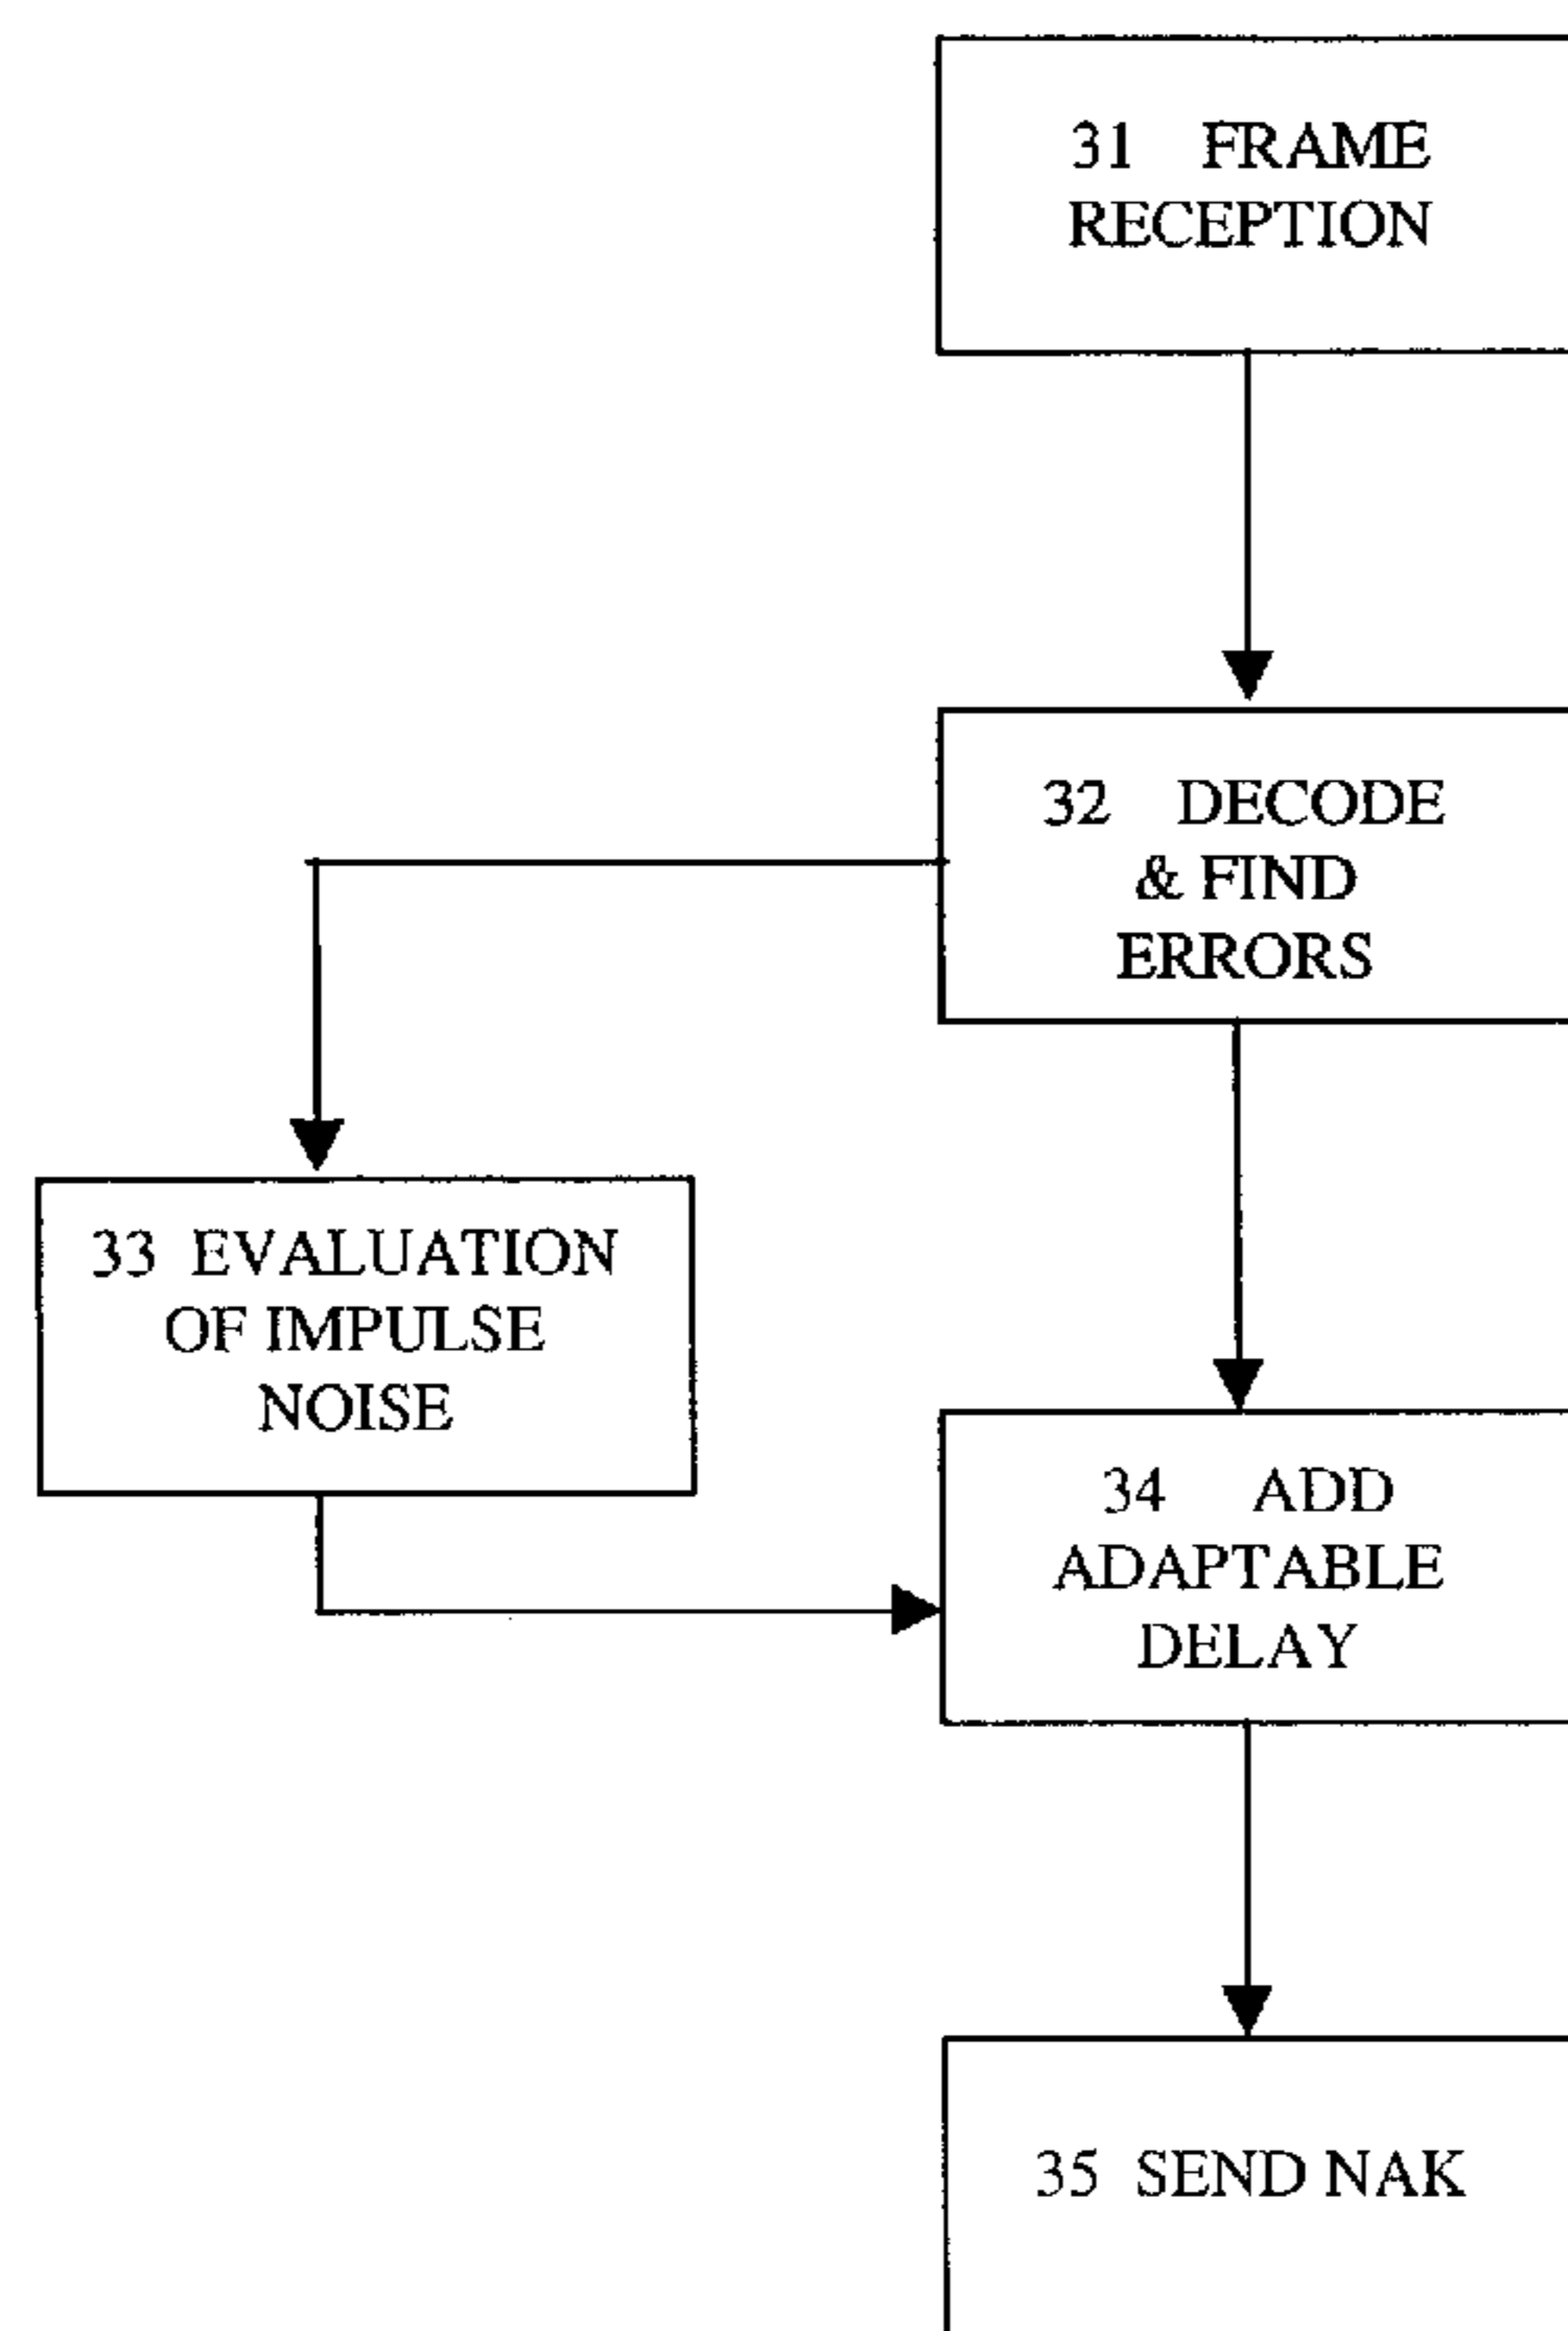 31 FRAME
RECEPTION
32 DECODE
& FIND
ERRORS
33 EVALUATION
OF IMPULSE
NOISE
34 ADD
ADAPTABLE
DELAY
35 SEND NAK